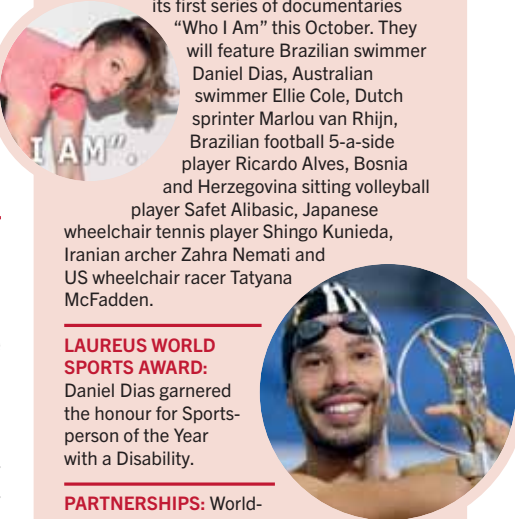 its first series of documentaries
“Who I Am” this October. They
will feature Brazilian swimmer
Daniel Dias, Australian
swimmer Ellie Cole, Dutch
sprinter Marlou van Rhijn,
Brazilian football 5-a-side
player Ricardo Alves, Bosnia
and Herzegovina sitting volleyball
player Safet Alibasic, Japanese
wheelchair tennis player Shingo Kunieda,
Iranian archer Zahra Nemati and
US wheelchair racer Tatyana
McFadden.
I AM”.
LAUREUS WORLD
SPORTS AWARD:
Daniel Dias garnered
the honour for Sports-
person of the Year
with a Disability.
PARTNERSHIPS: World-